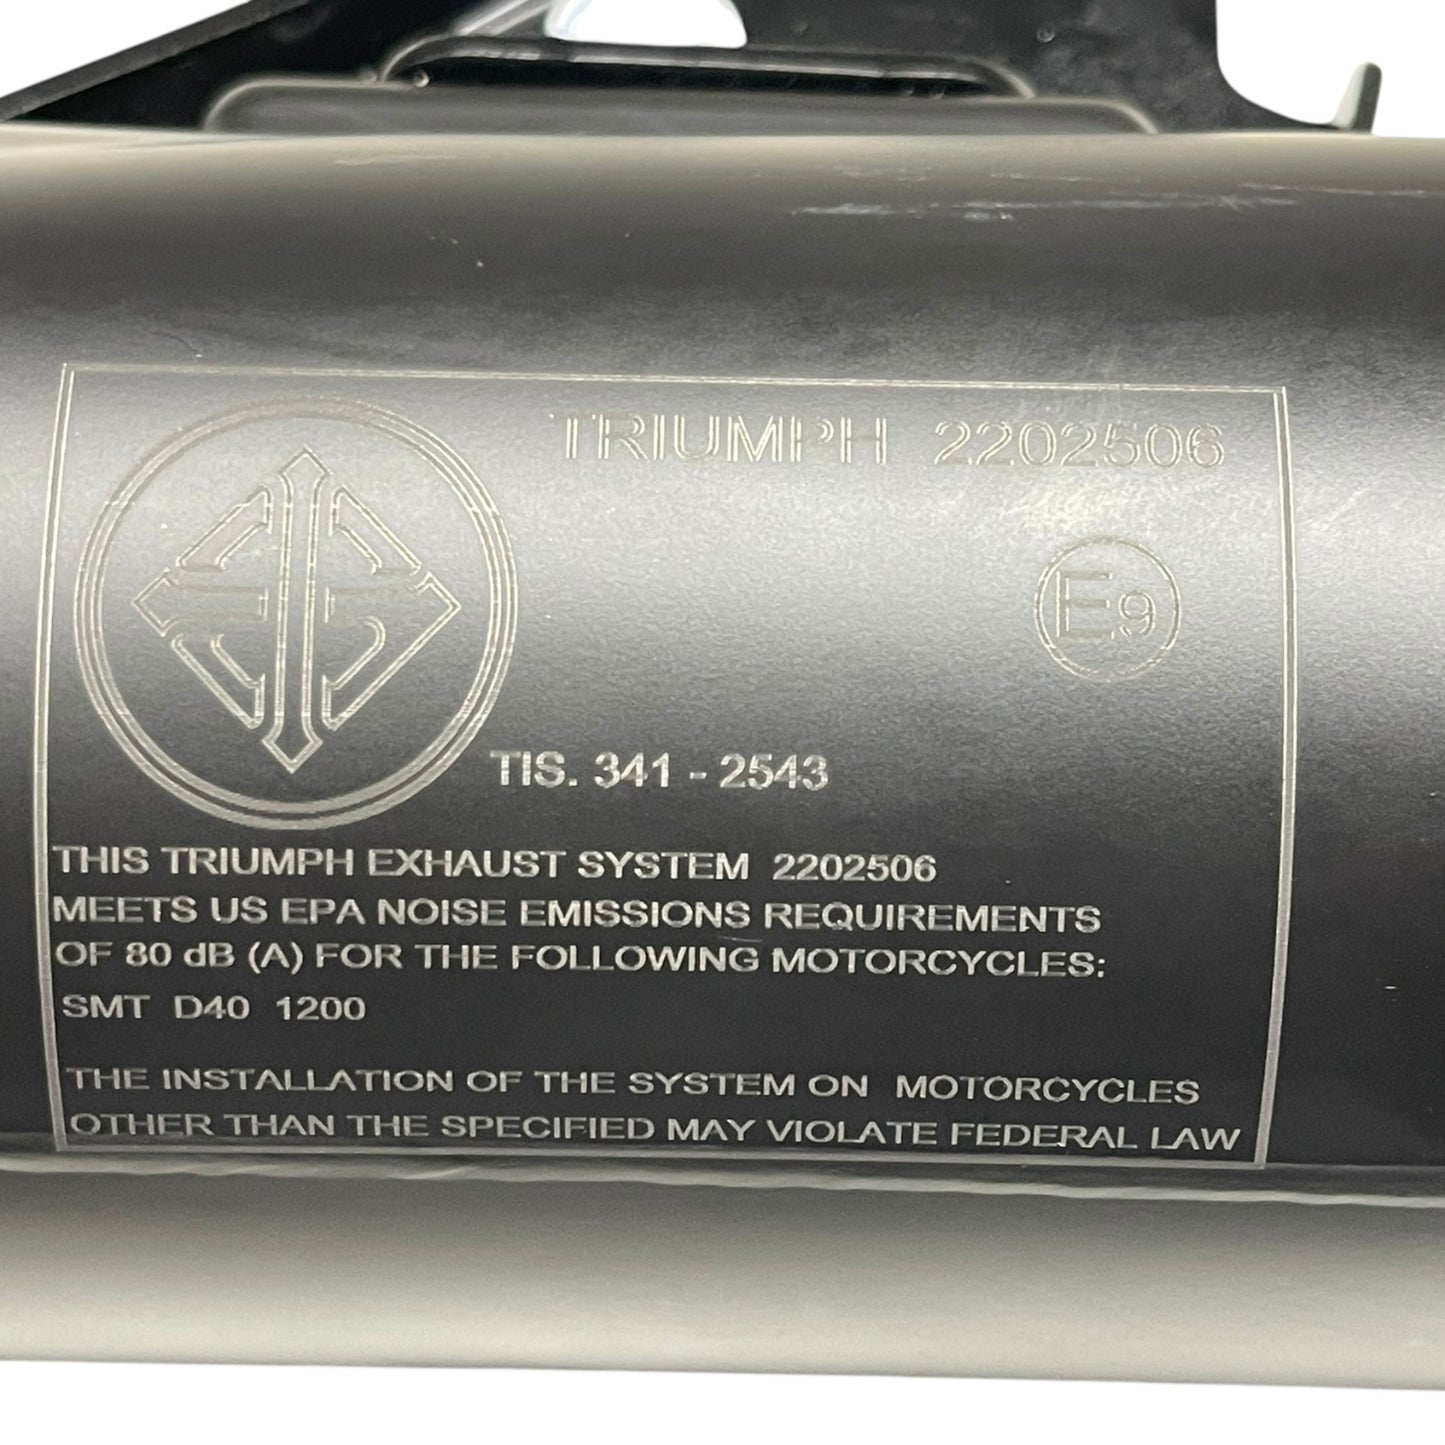 TRIUMPH 2202506
E9
TIS. 341 - 2543
THIS TRIUMPH EXHAUST SYSTEM 2202506
MEETS US EPA NOISE EMISSIONS REQUIREMENTS
OF 80 dB (A) FOR THE FOLLOWING MOTORCYCLES:
SMT D40 1200
THE INSTALLATION OF THE SYSTEM ON MOTORCYCLES
OTHER THAN THE SPECIFIED MAY VIOLATE FEDERAL LAW